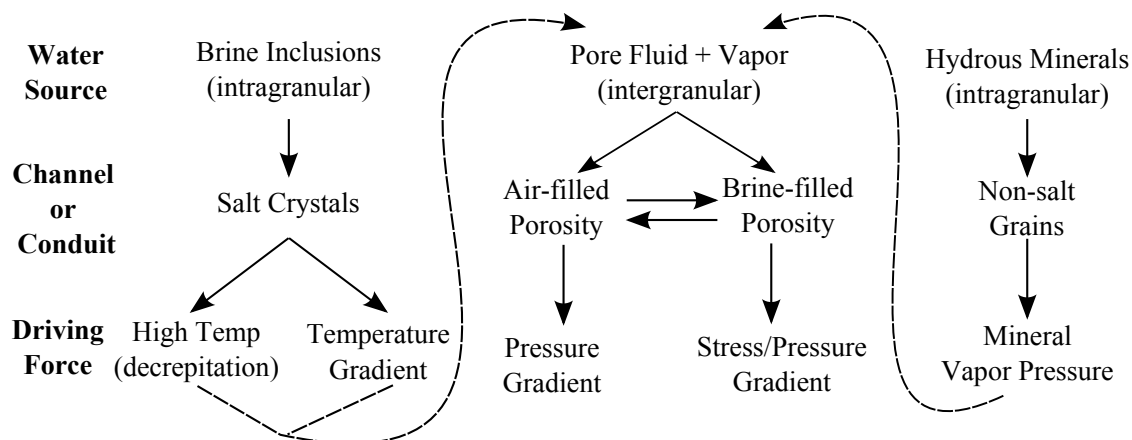 Water
Source
Brine Inclusions
(intragranular)
Pore Fluid + Vapor
(intergranular)
Hydrous Minerals
(intragranular)
Channel
or
Conduit
Salt Crystals
Air-filled
Porosity
Brine-filled
Porosity
Non-salt
Grains
Driving
Force
High Temp
(decrepitation)
Temperature
Gradient
Pressure
Gradient
Stress/Pressure
Gradient
Mineral
Vapor Pressure